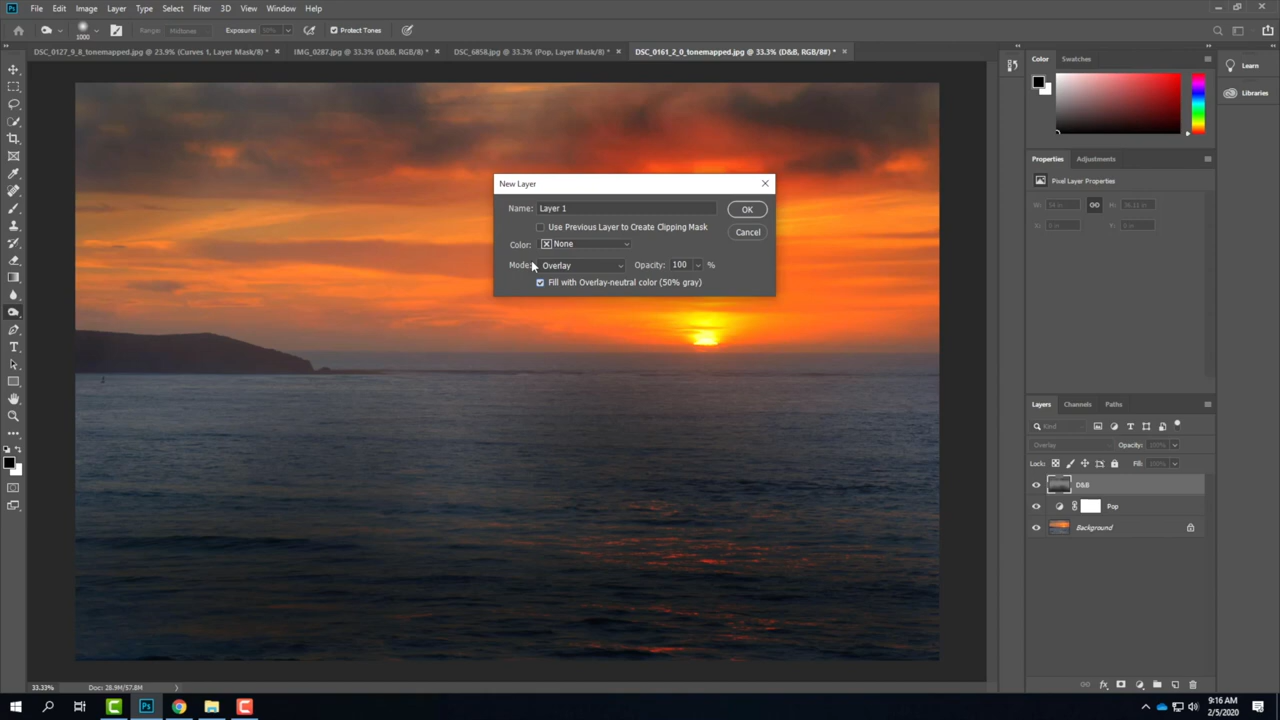 File Edit Image Layer Type Select Filter 3D View Window Help
1000 Range: Midtones Exposure: Protect Tones
DSC_0127_9_8_tonemapped.jpg @ 23.9% (Curves 1, Layer Mask/8) *
IMG_0287.jpg @ 33.3% (D&B, RGB/8#) *
DSC_6858.jpg @ 33.3% (Pop, Layer Mask/8) *
DSC_0161_2_0_tonemapped.jpg @ 33.3% (D&B, RGB/8#) *
Color Swatches
Learn
Libraries
New Layer
Name: Layer 1
OK
Use Previous Layer to Create Clipping Mask
Cancel
Color: None
Mode: Overlay Opacity: 100 %
Fill with Overlay-neutral color (50% gray)
Properties Adjustments
Pixel Layer Properties
W: H:
X: Y:
Layers Channels Paths
Kind
Overlay Opacity: 100%
Lock: Fill: 100%
D&B
Pop
Background
33.33% Doc: 28.9M/57.8M
Ps
9:16 AM
2/5/2020